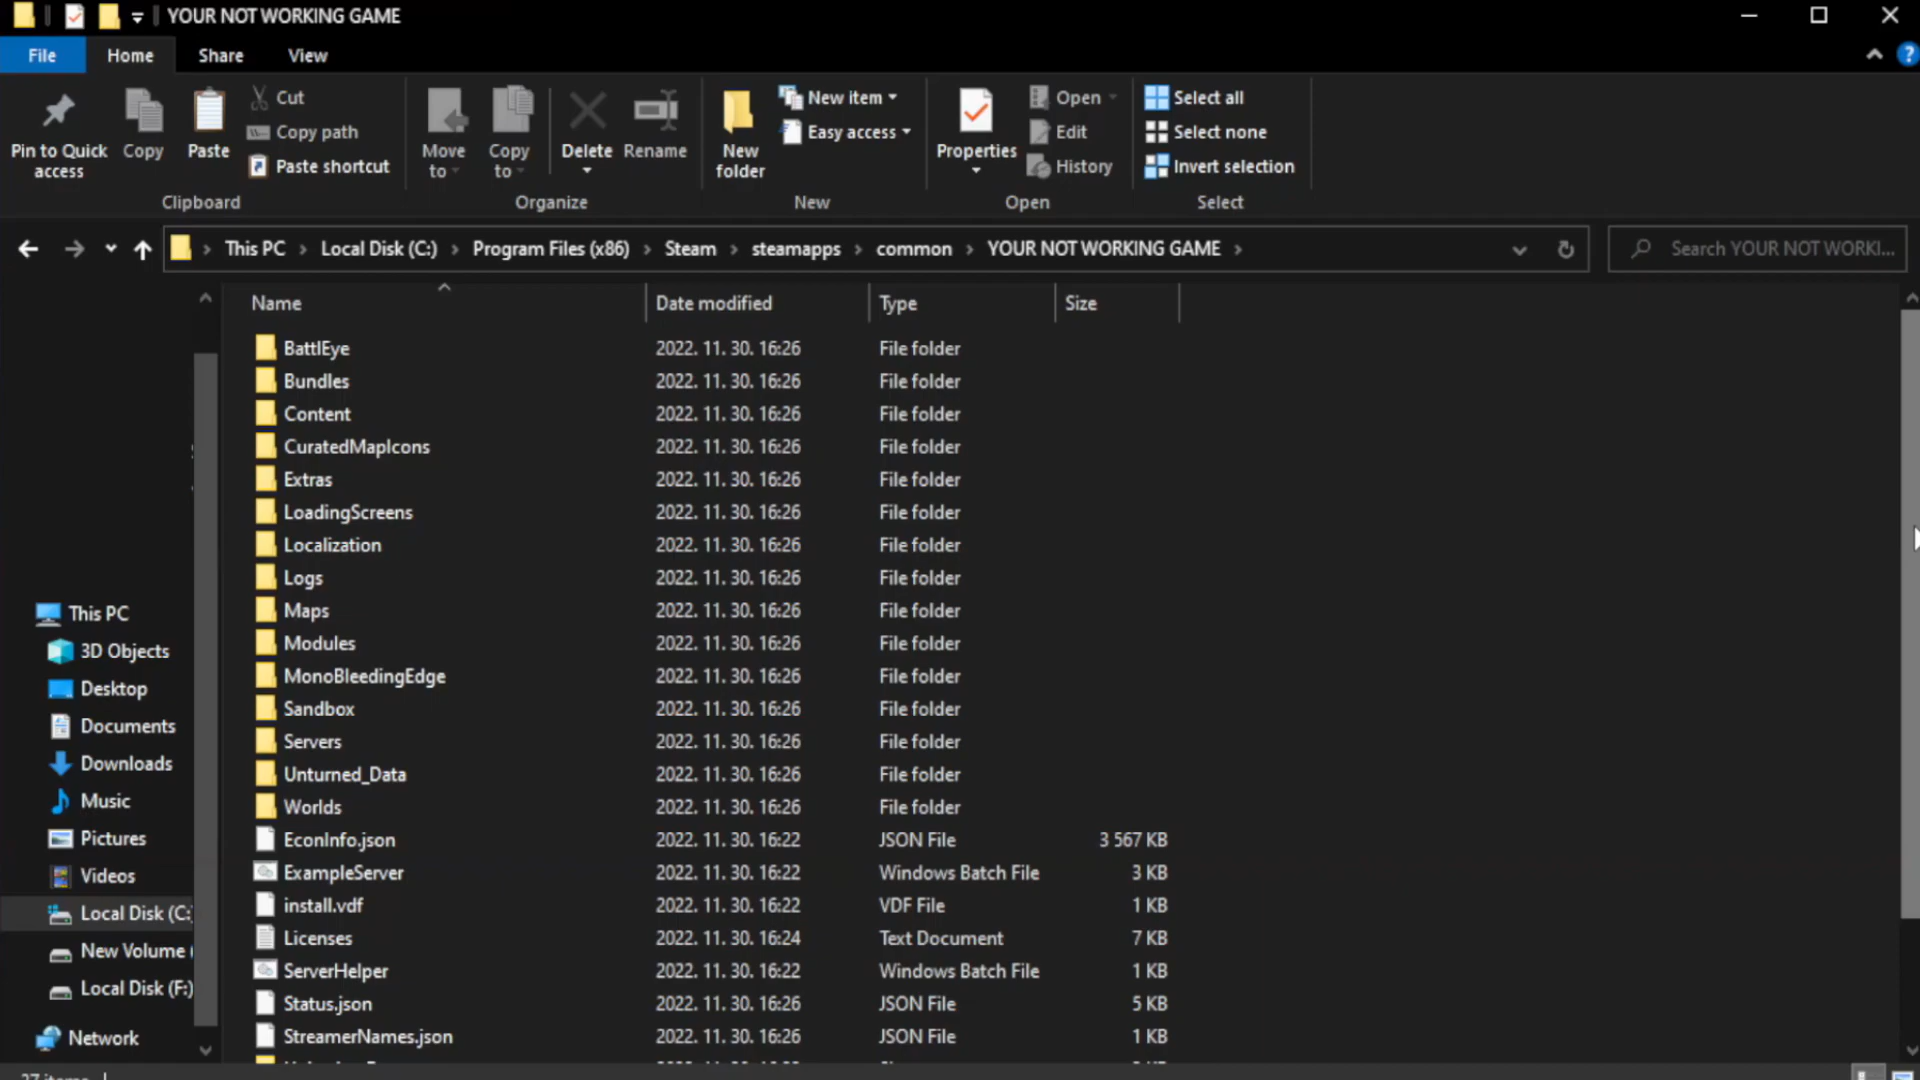 YOUR NOT WORKING GAME
File Home Share View
Pin to Quick access
Copy
Paste
Cut
Copy path
Paste shortcut
Clipboard
Move to
Copy to
Delete
Rename
Organize
New folder
New item
Easy access
New
Properties
Open
Edit
History
Open
Select all
Select none
Invert selection
Select
This PC > Local Disk (C:) > Program Files (x86) > Steam > steamapps > common > YOUR NOT WORKING GAME >
Search YOUR NOT WORKI...
Name Date modified Type Size
BattlEye 2022. 11. 30. 16:26 File folder
Bundles 2022. 11. 30. 16:26 File folder
Content 2022. 11. 30. 16:26 File folder
CuratedMapIcons 2022. 11. 30. 16:26 File folder
Extras 2022. 11. 30. 16:26 File folder
LoadingScreens 2022. 11. 30. 16:26 File folder
Localization 2022. 11. 30. 16:26 File folder
Logs 2022. 11. 30. 16:26 File folder
Maps 2022. 11. 30. 16:26 File folder
Modules 2022. 11. 30. 16:26 File folder
MonoBleedingEdge 2022. 11. 30. 16:26 File folder
Sandbox 2022. 11. 30. 16:26 File folder
Servers 2022. 11. 30. 16:26 File folder
Unturned_Data 2022. 11. 30. 16:26 File folder
Worlds 2022. 11. 30. 16:26 File folder
EconInfo.json 2022. 11. 30. 16:22 JSON File 3 567 KB
ExampleServer 2022. 11. 30. 16:22 Windows Batch File 3 KB
install.vdf 2022. 11. 30. 16:22 VDF File 1 KB
Licenses 2022. 11. 30. 16:24 Text Document 7 KB
ServerHelper 2022. 11. 30. 16:22 Windows Batch File 1 KB
Status.json 2022. 11. 30. 16:26 JSON File 5 KB
StreamerNames.json 2022. 11. 30. 16:26 JSON File 1 KB
This PC
3D Objects
Desktop
Documents
Downloads
Music
Pictures
Videos
Local Disk (C:)
New Volume (
Local Disk (F:)
Network